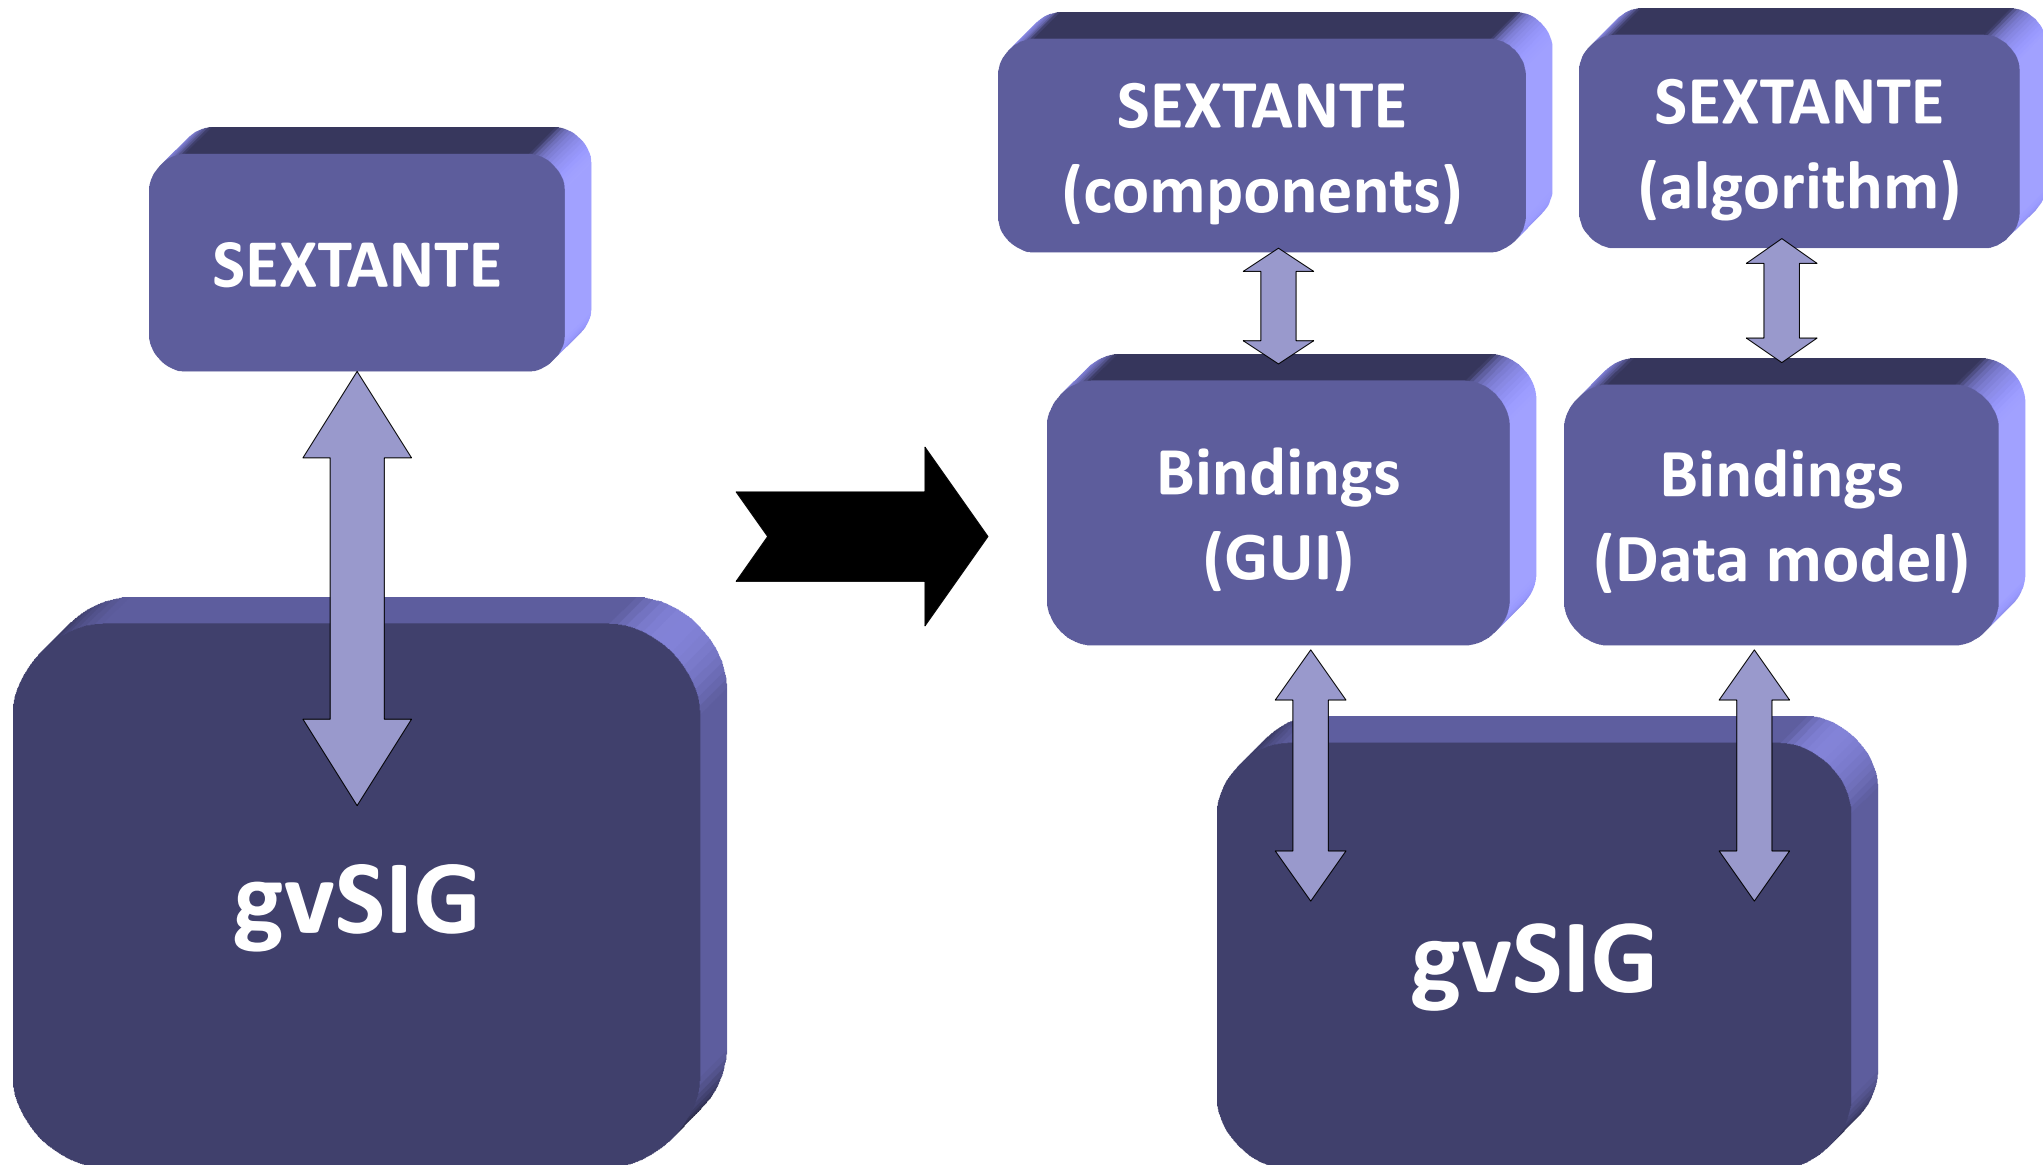 SEXTANTE
gvSIG
SEXTANTE
(components)
SEXTANTE
(algorithm)
Bindings
(GUI)
Bindings
(Data model)
gvSIG